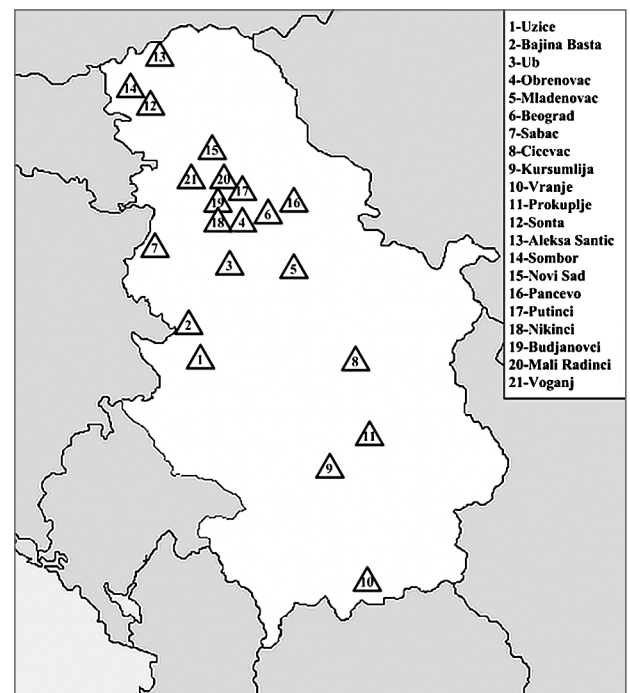 1-Uzice
2-Bajina Basta
3-Ub
4-Obrenovac
5-Mladenovac
6-Beograd
7-Sabac
8-Cicevac
9-Kursumlija
10-Vranje
11-Prokuplje
12-Sonta
13-Aleksa Santic
14-Sombor
15-Novi Sad
16-Pancevo
17-Putinci
18-Nikinci
19-Budjanovci
20-Mali Radinci
21-Voganj
13
14
12
15
21
20
17
19
16
6
18
4
7
3
5
2
1
8
11
9
10